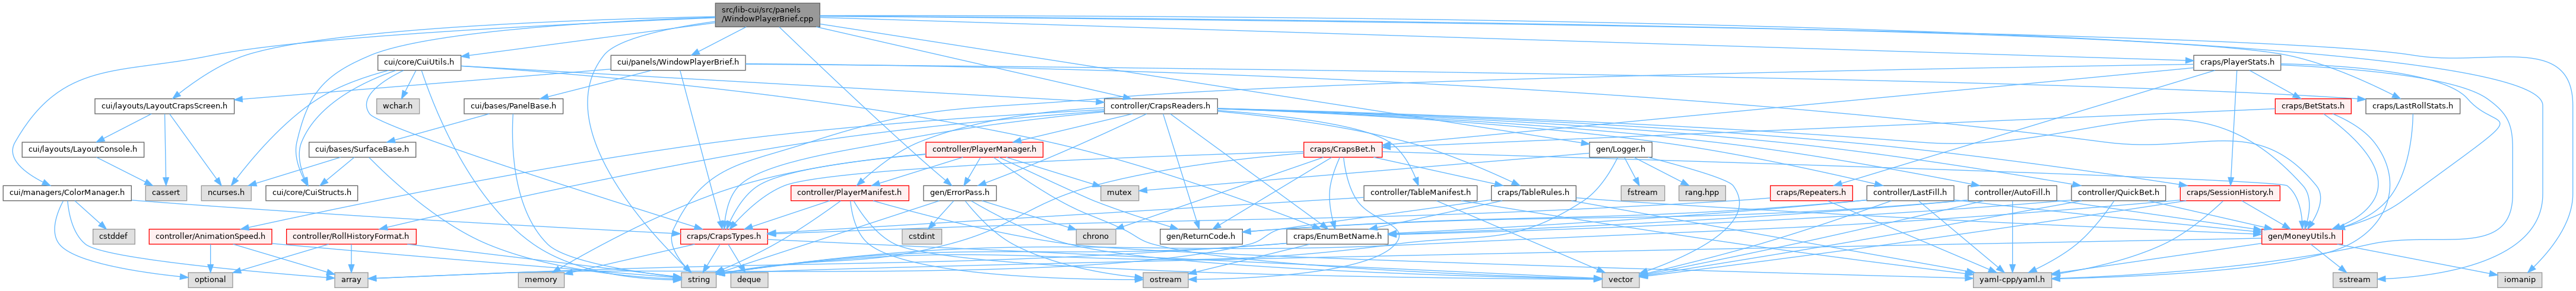 src/lib-cui/src/panels
/WindowPlayerBrief.cpp
cui/core/CuiUtils.h
cui/panels/WindowPlayerBrief.h
craps/PlayerStats.h
cui/layouts/LayoutCrapsScreen.h
wchar.h
cui/bases/PanelBase.h
controller/CrapsReaders.h
craps/BetStats.h
craps/LastRollStats.h
cui/layouts/LayoutConsole.h
cui/bases/SurfaceBase.h
controller/PlayerManager.h
craps/CrapsBet.h
gen/Logger.h
cui/managers/ColorManager.h
cassert
ncurses.h
cui/core/CuiStructs.h
controller/PlayerManifest.h
gen/ErrorPass.h
mutex
controller/TableManifest.h
craps/TableRules.h
fstream
rang.hpp
craps/Repeaters.h
controller/LastFill.h
controller/AutoFill.h
controller/QuickBet.h
craps/SessionHistory.h
cstddef
controller/AnimationSpeed.h
controller/RollHistoryFormat.h
craps/CrapsTypes.h
cstdint
chrono
gen/ReturnCode.h
craps/EnumBetName.h
gen/MoneyUtils.h
optional
array
memory
string
deque
ostream
vector
yaml-cpp/yaml.h
sstream
iomanip